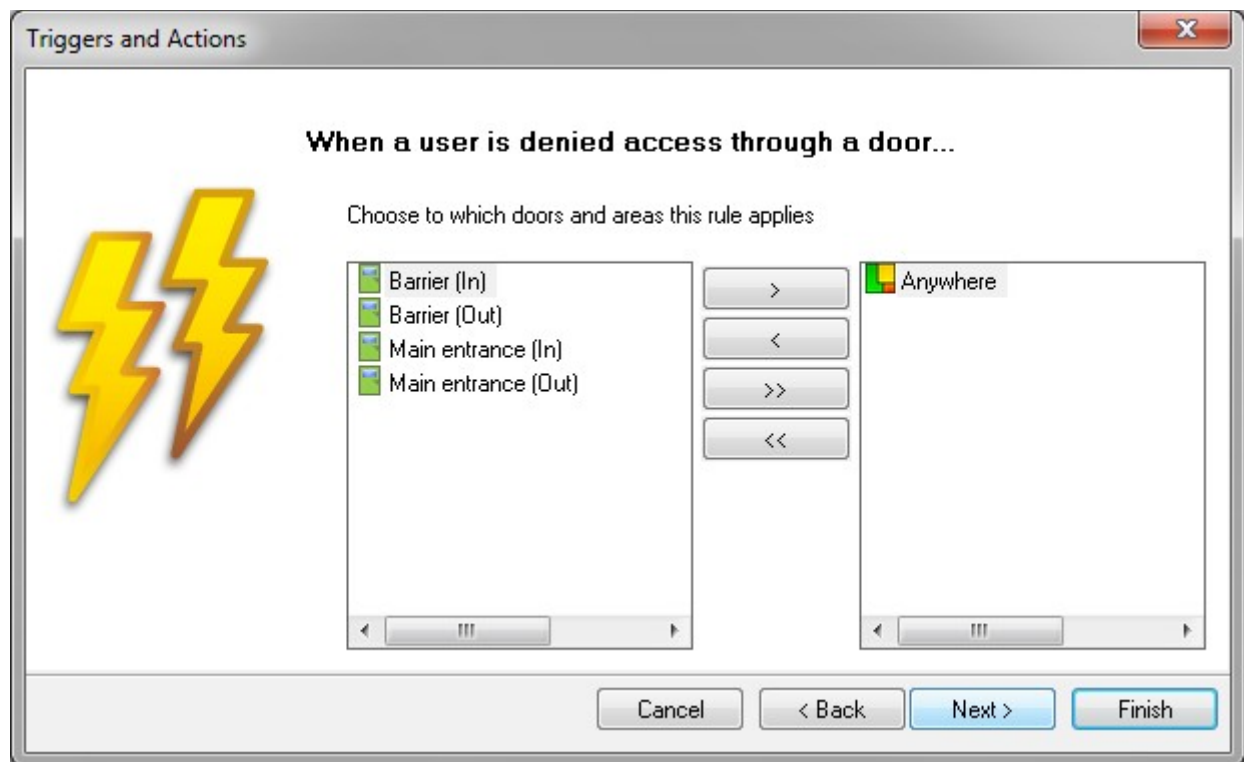 Triggers and Actions
When a user is denied access through a door...
Choose to which doors and areas this rule applies
Barrier (In)
Barrier (Out)
Main entrance (In)
Main entrance (Out)
>
<
>>
<<
Anywhere
Cancel
< Back
Next >
Finish